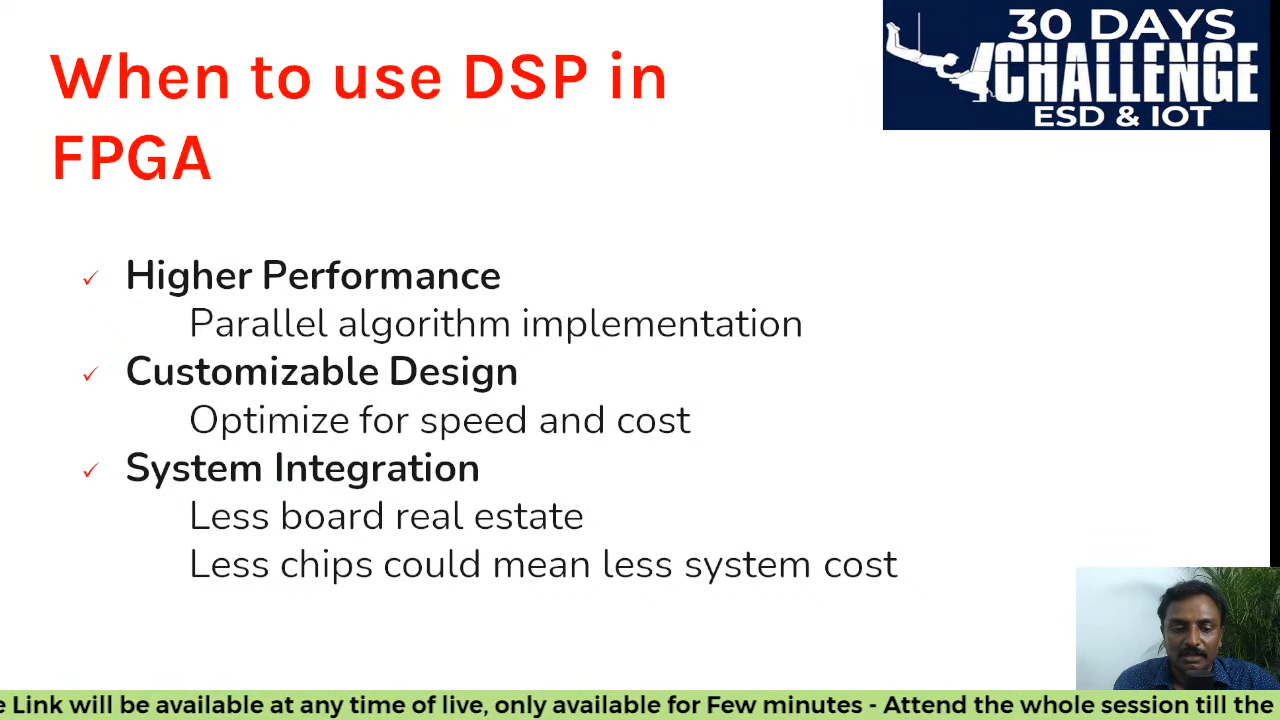 30 DAYS
CHALLENGE
ESD & IOT
When to use DSP in
FPGA
✓ Higher Performance
Parallel algorithm implementation
✓ Customizable Design
Optimize for speed and cost
✓ System Integration
Less board real estate
Less chips could mean less system cost
e Link will be available at any time of live, only available for Few minutes - Attend the whole session till the